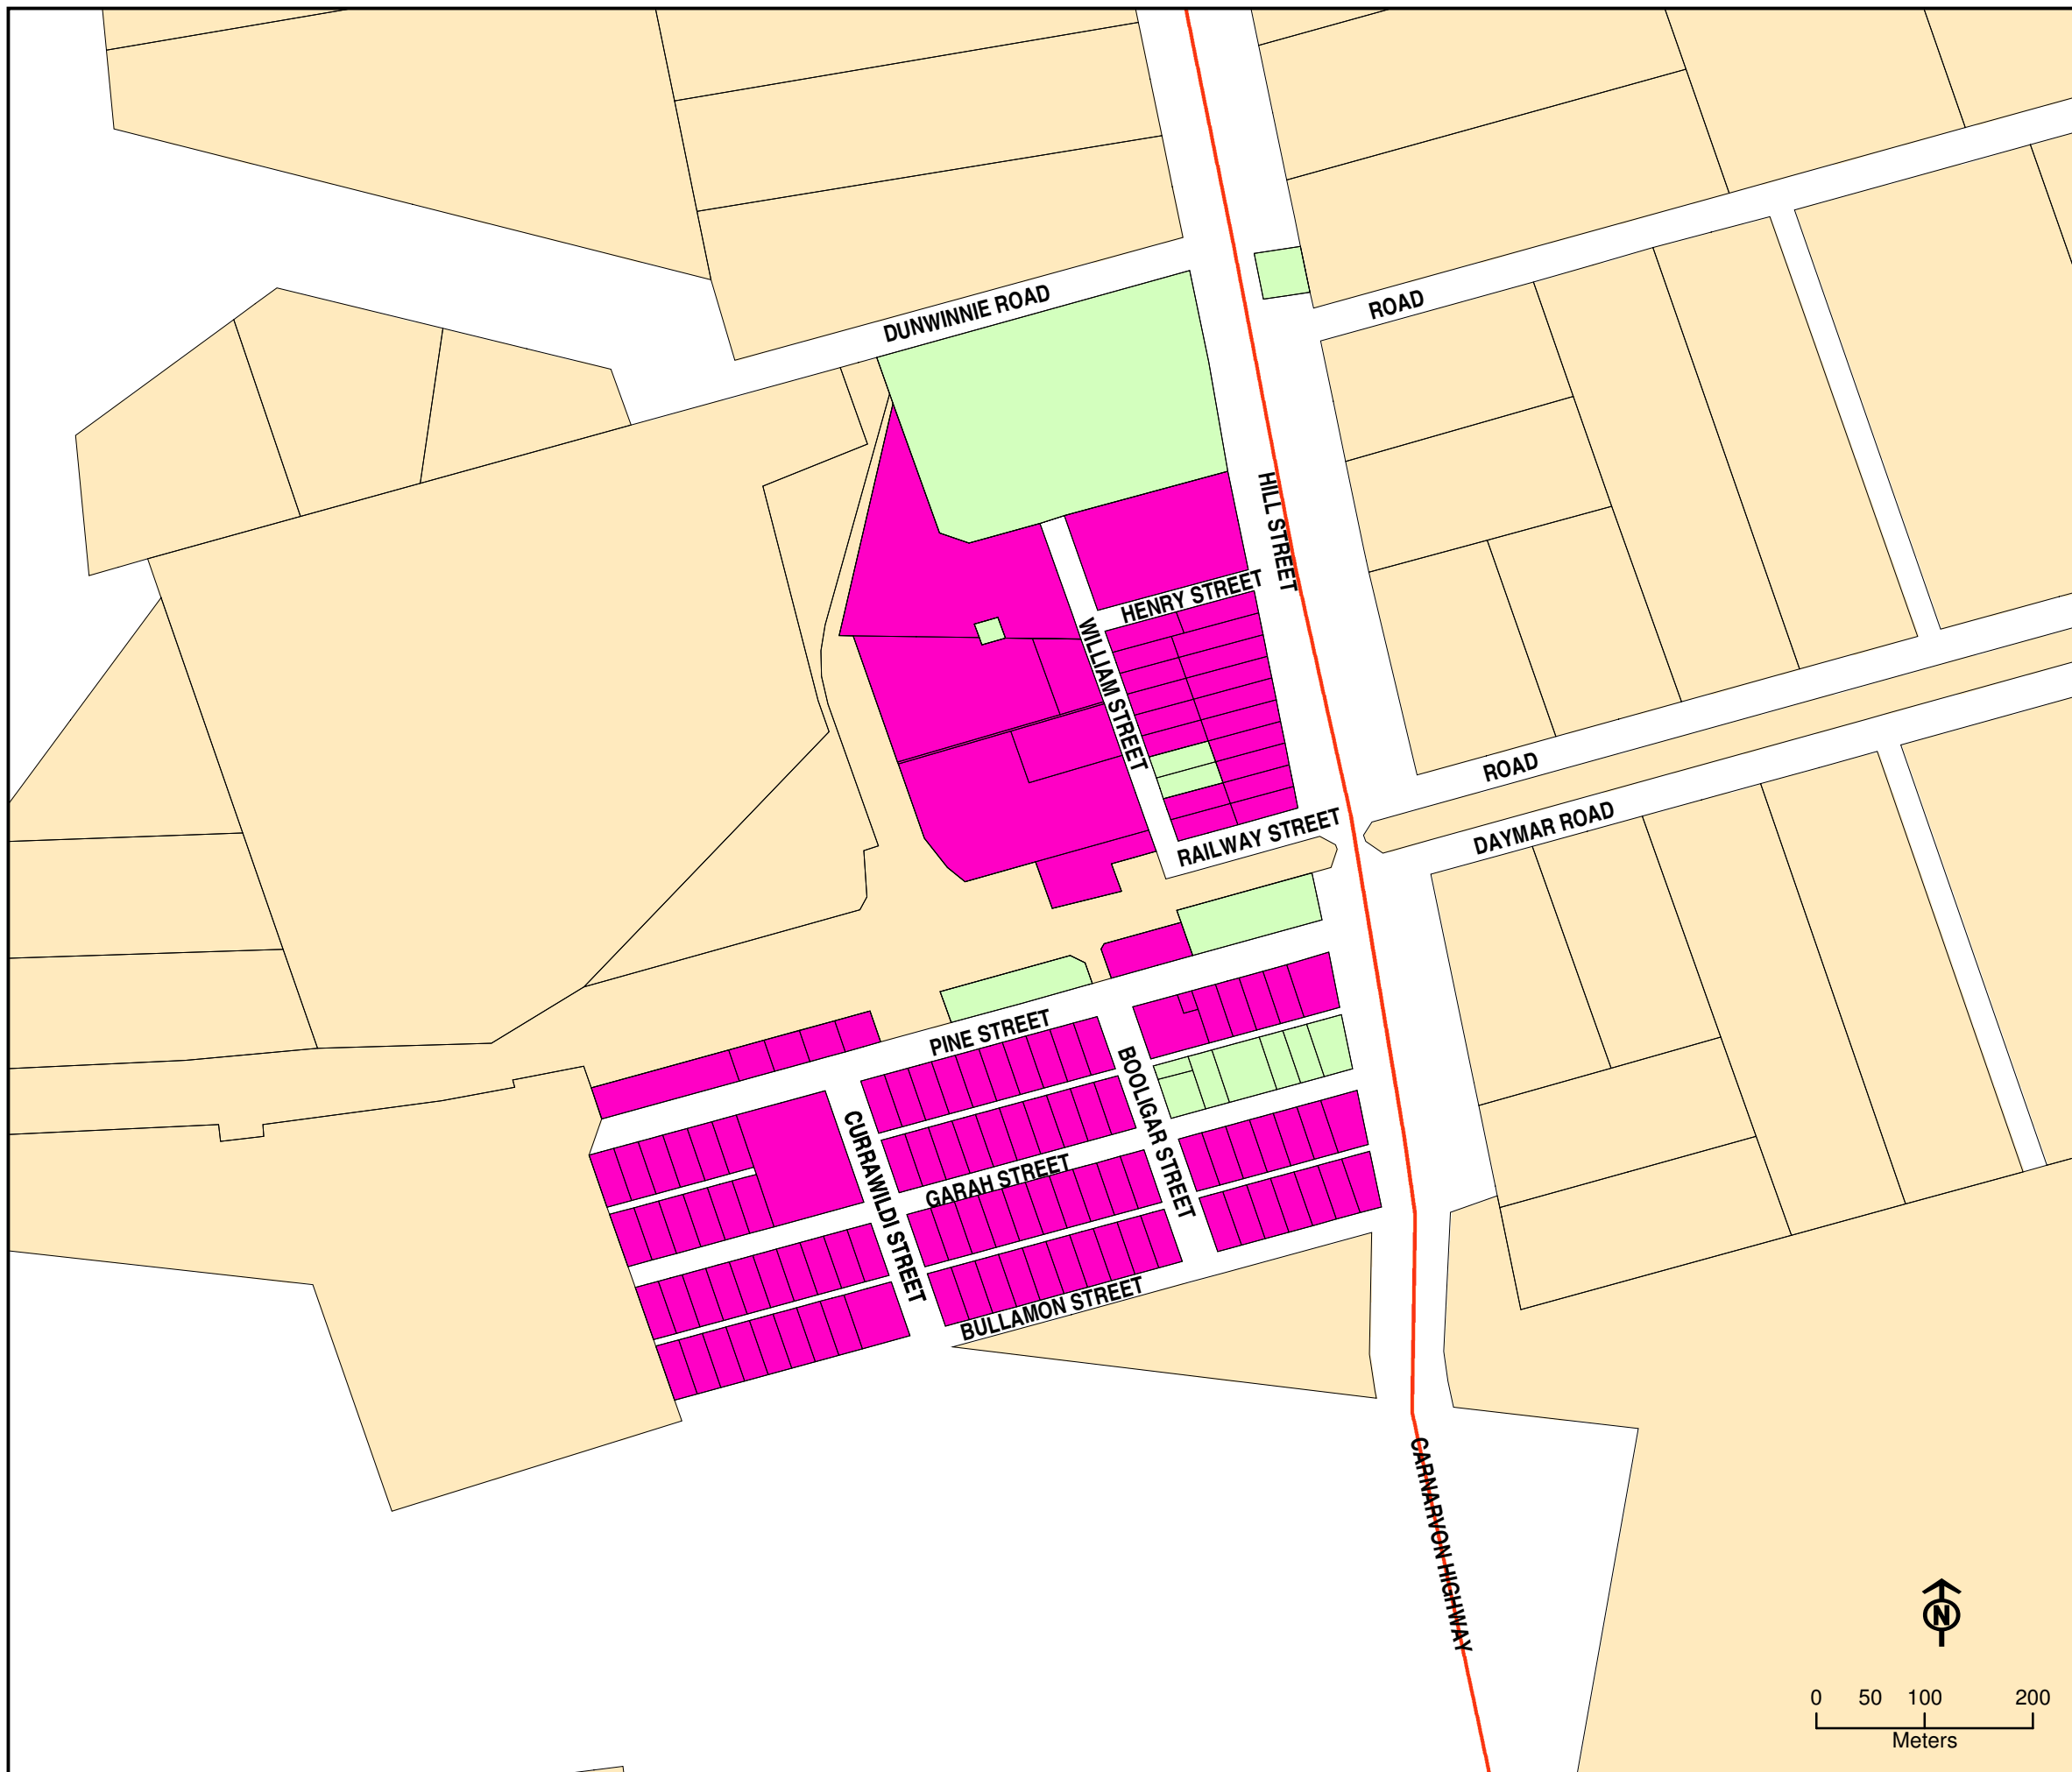 DUNWINNIE ROAD
ROAD
HILL STREET
HENRY STREET
WILLIAM STREET
ROAD
DAYMAR ROAD
RAILWAY STREET
PINE STREET
BOOLIGAR STREET
CURRAWILDI STREET
GARAH STREET
BULLAMON STREET
CARNARVON HIGHWAY
N
0 50 100 200
Meters